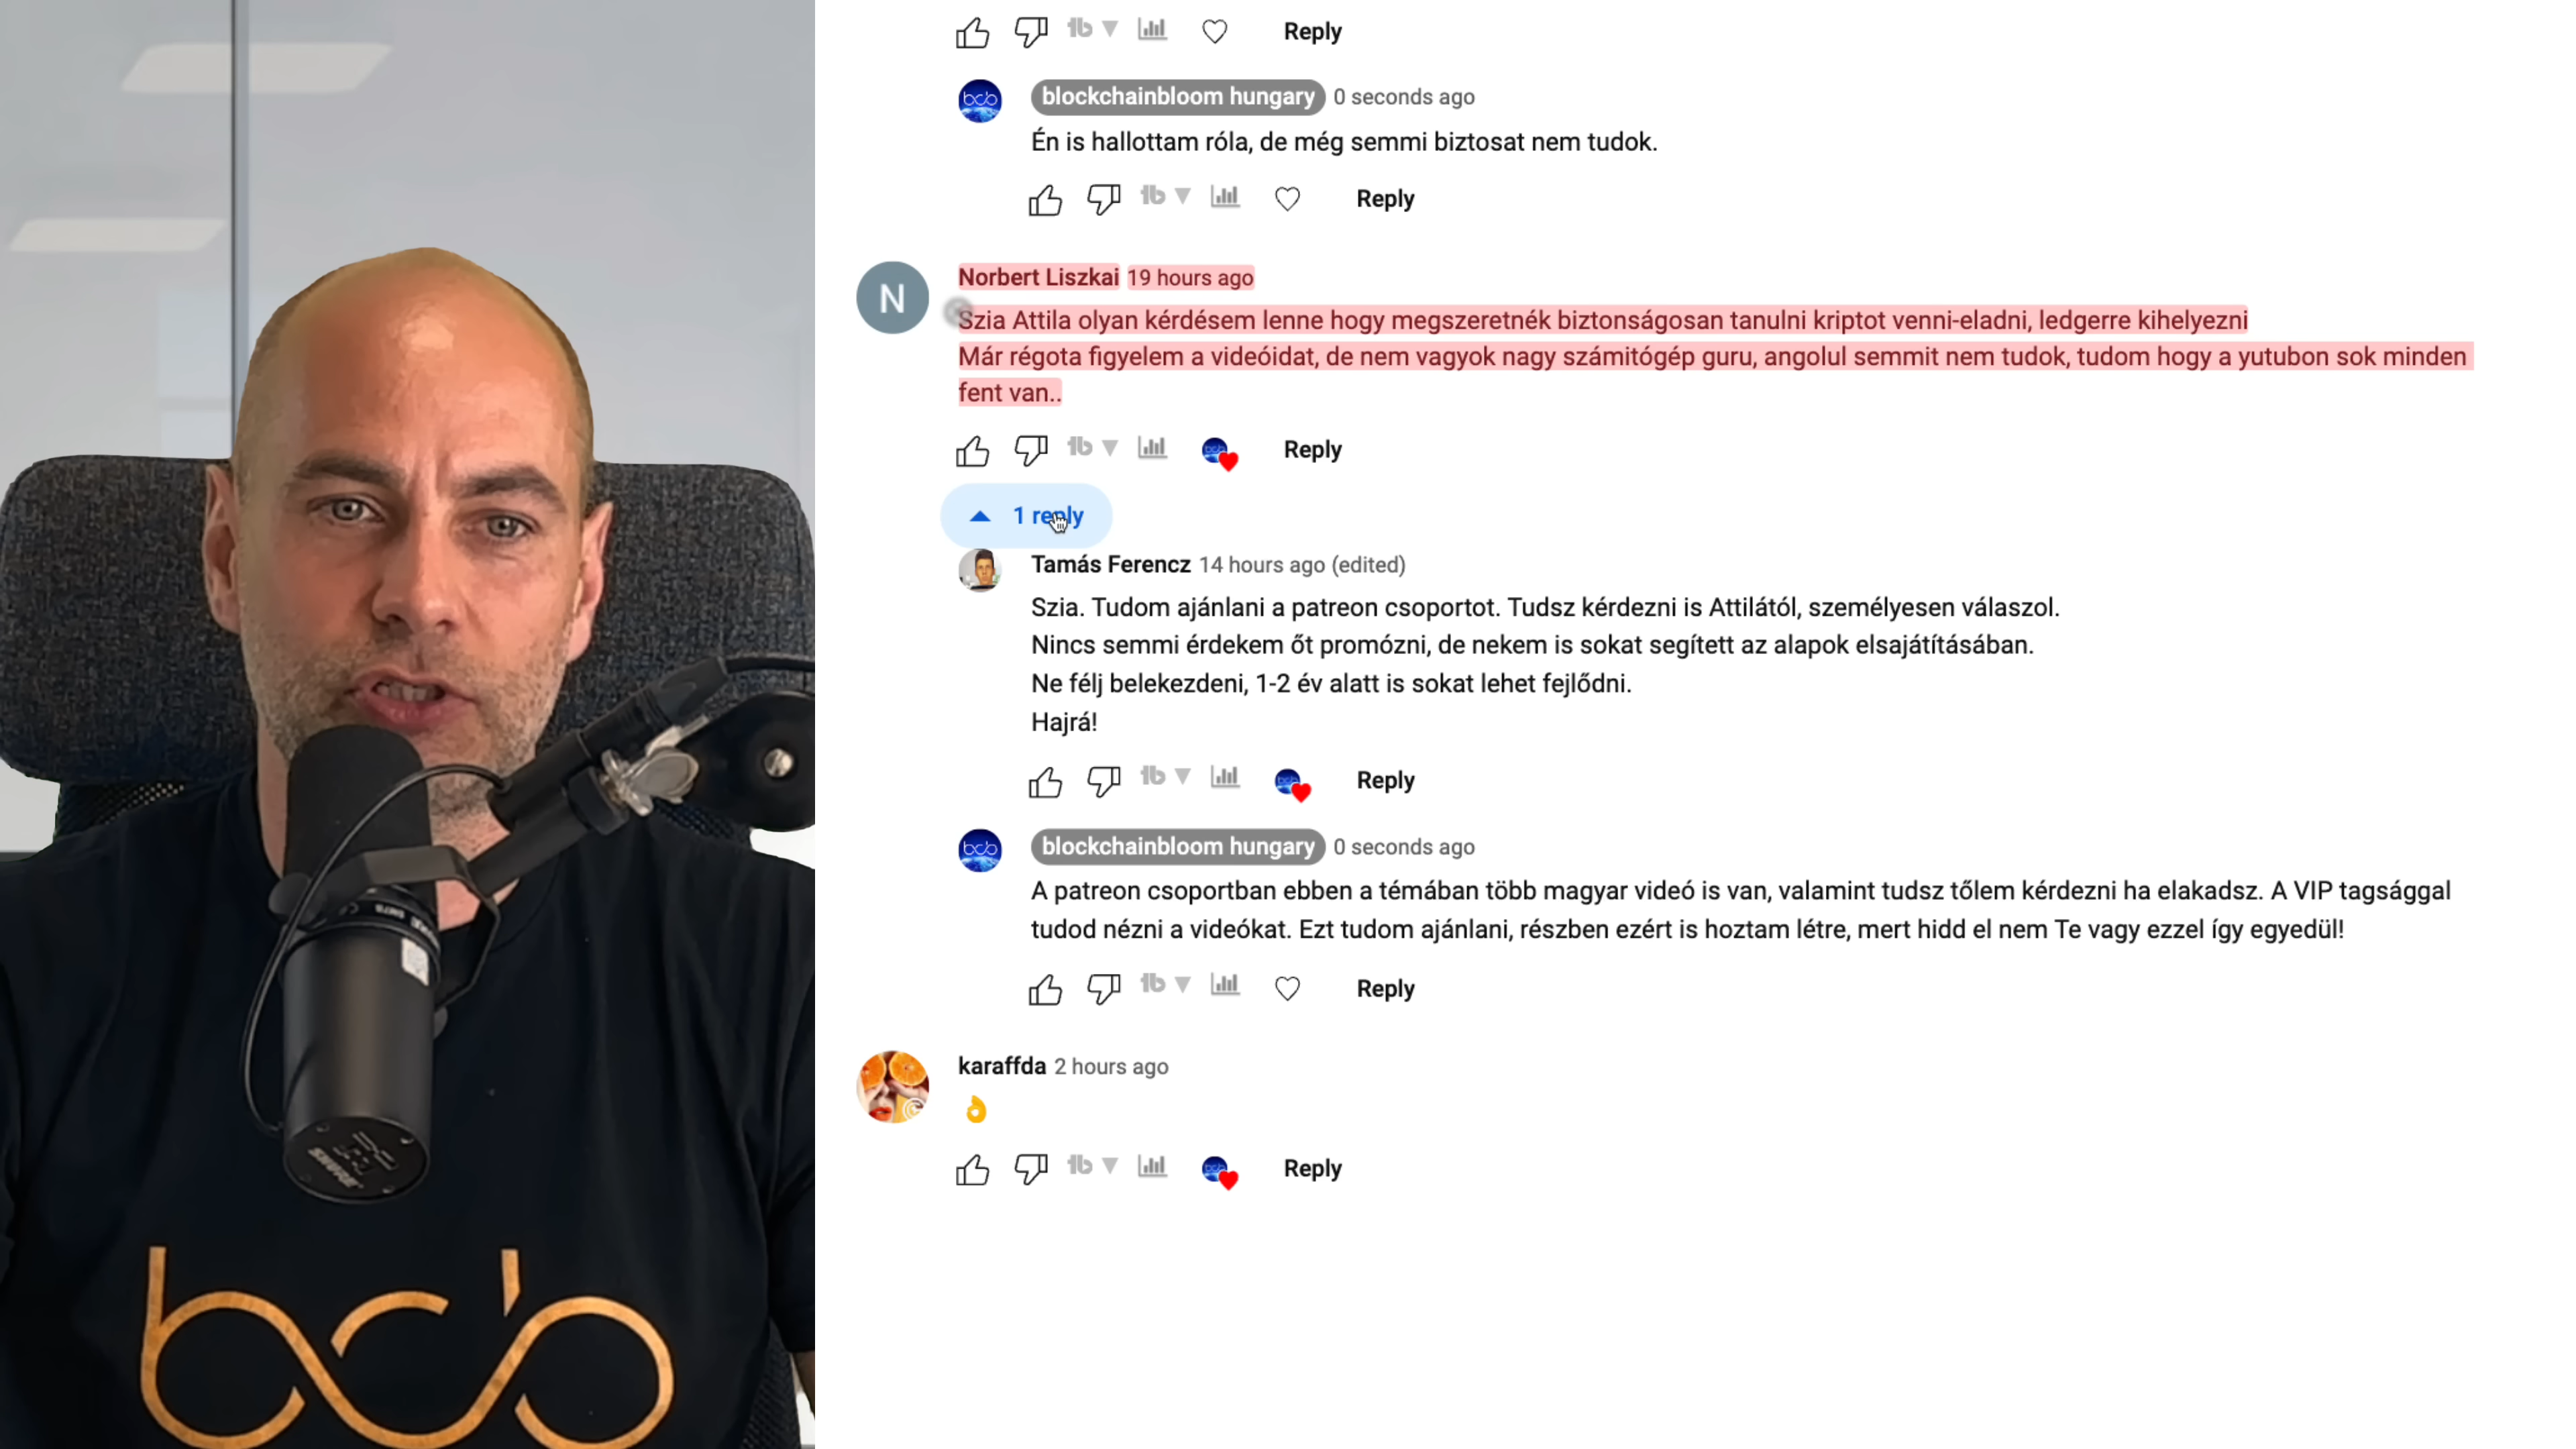 Reply
blockchainbloom hungary 0 seconds ago
Én is hallottam róla, de még semmi biztosat nem tudok.
Reply
N
Norbert Liszkai 19 hours ago
Szia Attila olyan kérdésem lenne hogy megszeretnék biztonságosan tanulni kriptot venni-eladni, ledgerre kihelyezni
Már régota figyelem a videóidat, de nem vagyok nagy számitógép guru, angolul semmit nem tudok, tudom hogy a yutubon sok minden
fent van..
Reply
1 reply
Tamás Ferencz 14 hours ago (edited)
Szia. Tudom ajánlani a patreon csoportot. Tudsz kérdezni is Attilától, személyesen válaszol.
Nincs semmi érdekem őt promózni, de nekem is sokat segített az alapok elsajátításában.
Ne félj belekezdeni, 1-2 év alatt is sokat lehet fejlődni.
Hajrá!
Reply
bcb
blockchainbloom hungary 0 seconds ago
A patreon csoportban ebben a témában több magyar videó is van, valamint tudsz tőlem kérdezni ha elakadsz. A VIP tagsággal
tudod nézni a videókat. Ezt tudom ajánlani, részben ezért is hoztam létre, mert hidd el nem Te vagy ezzel így egyedül!
Reply
karaffda 2 hours ago
👌
Reply
bcb